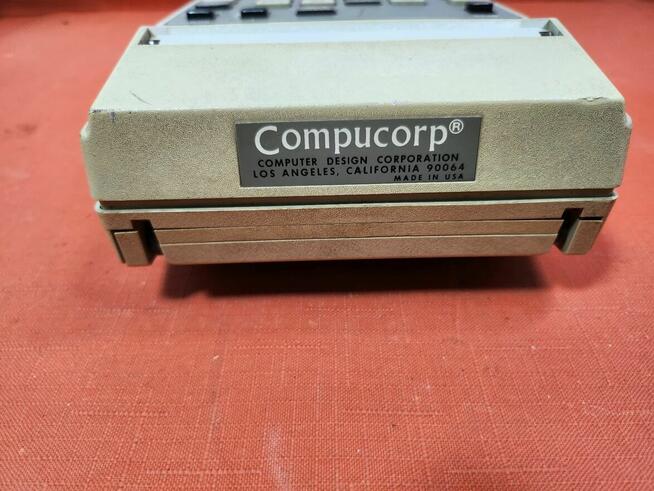 Compucorp®
COMPUTER DESIGN CORPORATION
LOS ANGELES, CALIFORNIA 90064
MADE IN USA